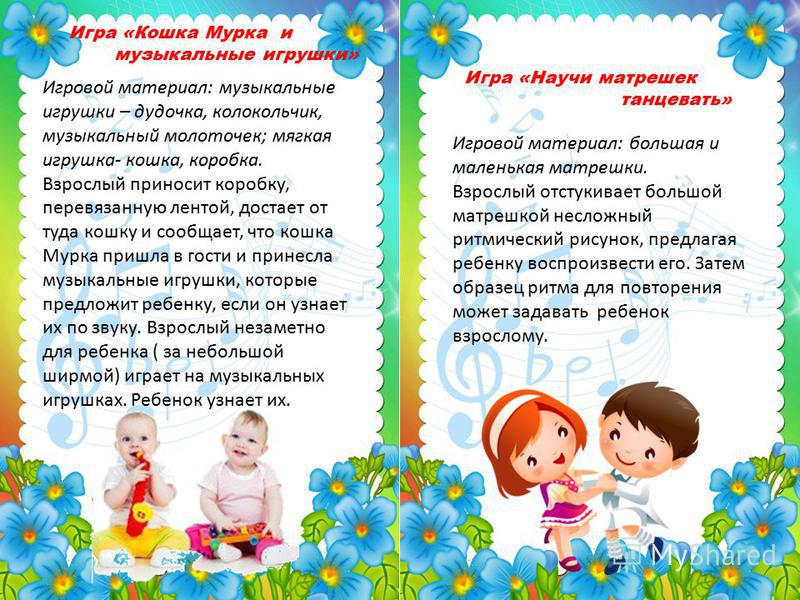 Игра «Кошка Мурка и
музыкальные игрушки»
Игровой материал: музыкальные
игрушки – дудочка, колокольчик,
музыкальный молоточек; мягкая
игрушка- кошка, коробка.
Взрослый приносит коробку,
перевязанную лентой, достает от
туда кошку и сообщает, что кошка
Мурка пришла в гости и принесла
музыкальные игрушки, которые
предложит ребенку, если он узнает
их по звуку. Взрослый незаметно
для ребенка ( за небольшой
ширмой) играет на музыкальных
игрушках. Ребенок узнает их.
Игра «Научи матрешек
танцевать»
Игровой материал: большая и
маленькая матрешки.
Взрослый отстукивает большой
матрешкой несложный
ритмический рисунок, предлагая
ребенку воспроизвести его. Затем
образец ритма для повторения
может задавать ребенок
взрослому.
MyShared